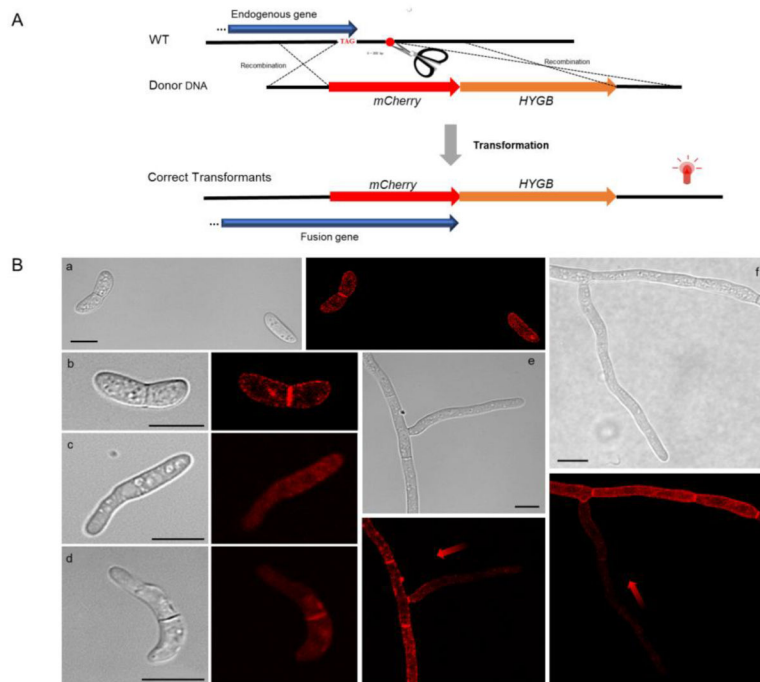 A
Endogenous gene
WT
TAG
Recombination
Recombination
Donor DNA
mCherry
HYGB
Transformation
Correct Transformants
mCherry
HYGB
Fusion gene
B
a
f
b
e
c
d